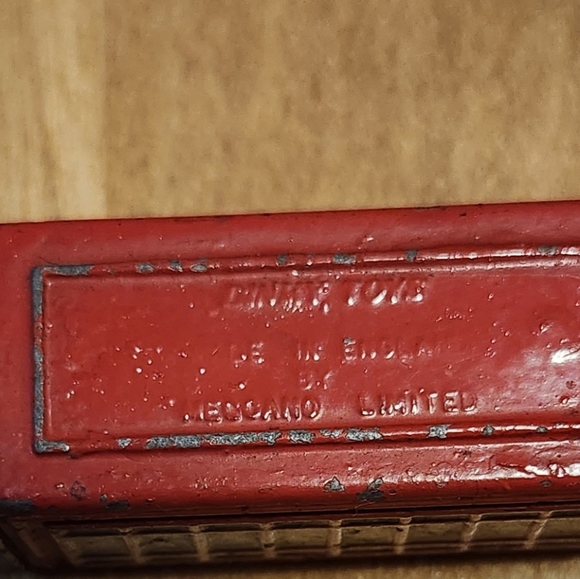 DINKY TOYS
MADE IN ENGLAND
BY
MECCANO LIMITED